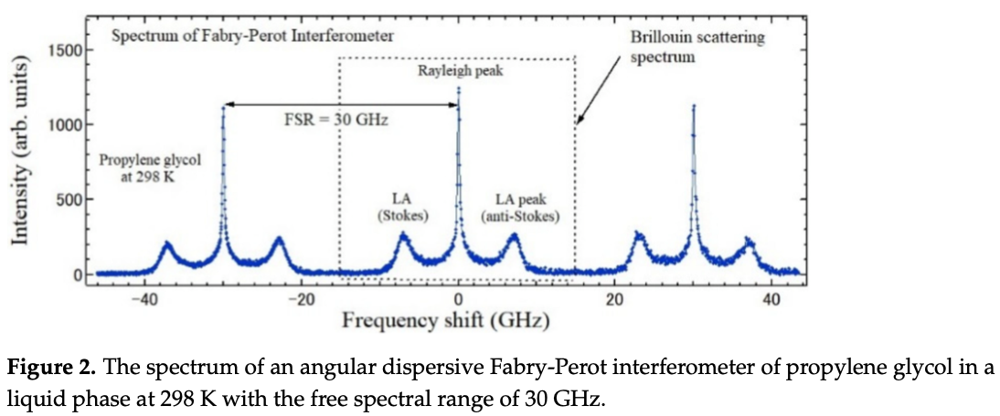 Spectrum of Fabry-Perot Interferometer
Brillouin scattering
spectrum
Rayleigh peak
FSR = 30 GHz
Propylene glycol
at 298 K
LA
(Stokes)
LA peak
(anti-Stokes)
Intensity (arb. units)
1500
1000
500
0
−40
−20
0
20
40
Frequency shift (GHz)
Figure 2. The spectrum of an angular dispersive Fabry-Perot interferometer of propylene glycol in a
liquid phase at 298 K with the free spectral range of 30 GHz.